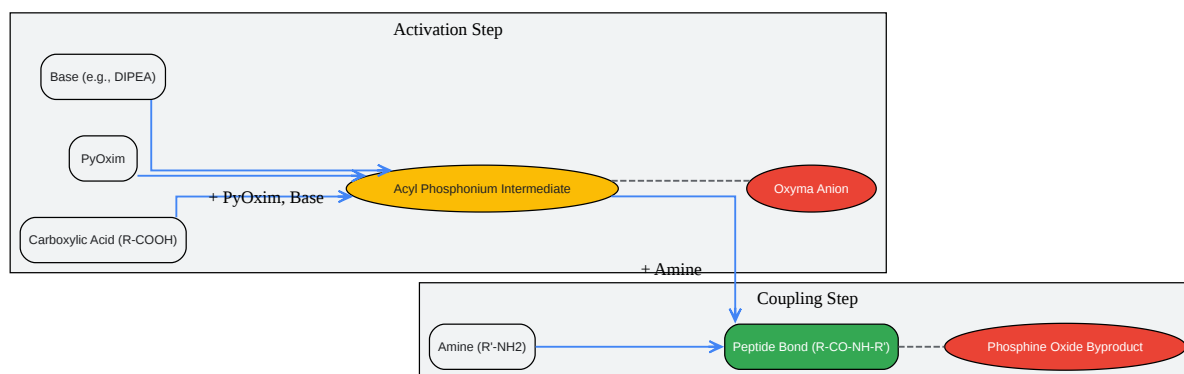 Activation Step
Base (e.g., DIPEA)
PyOxim
Acyl Phosphonium Intermediate
Oxyma Anion
+ PyOxim, Base
Carboxylic Acid (R-COOH)
+ Amine
Coupling Step
Amine (R'-NH2)
Peptide Bond (R-CO-NH-R')
Phosphine Oxide Byproduct